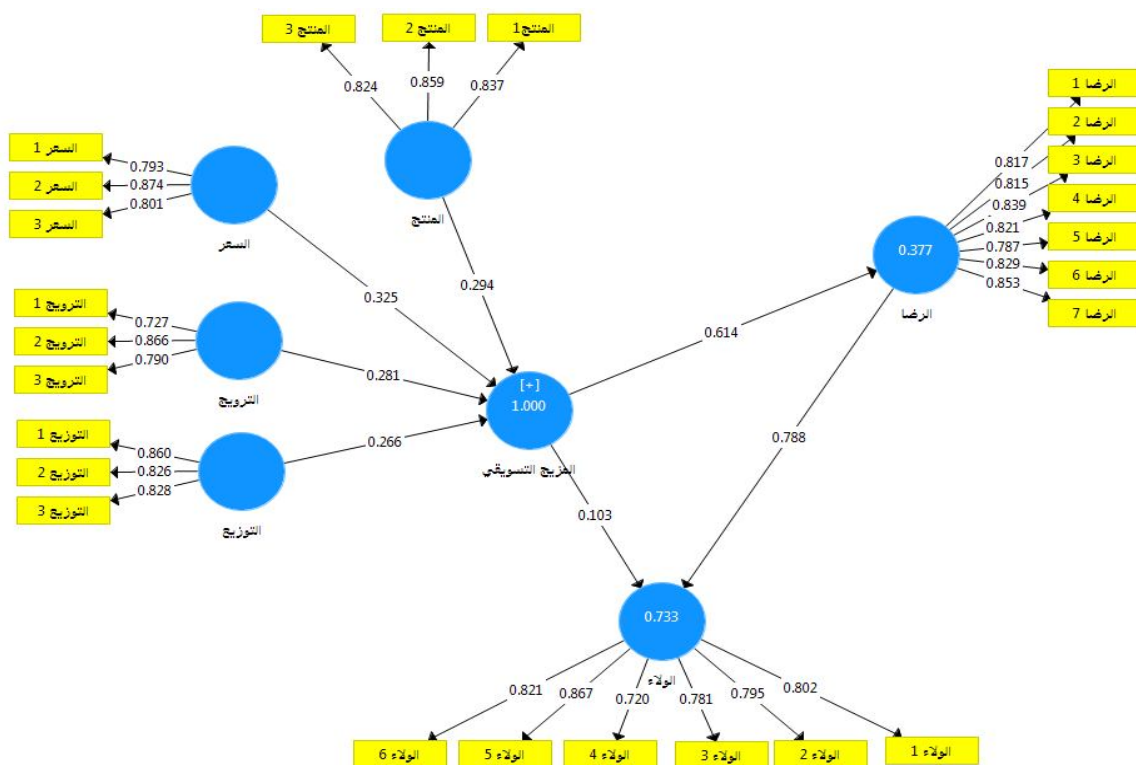 المنتج 3
المنتج 2
المنتج1
0.824
0.859
0.837
المنتج
السعر 1
السعر 2
السعر 3
0.793
0.874
0.801
السعر
0.325
0.294
الترويج 1
الترويج 2
الترويج 3
0.727
0.866
0.790
الترويج
0.281
التوزيع 1
التوزيع 2
التوزيع 3
0.860
0.826
0.828
التوزيع
0.266
[+]
1.000
المزيج التسويقي
0.614
0.103
الرضا 1
الرضا 2
الرضا 3
الرضا 4
الرضا 5
الرضا 6
الرضا 7
0.817
0.815
0.839
0.821
0.787
0.829
0.853
0.377
الرضا
0.788
0.733
الولاء
0.821
0.867
0.720
0.781
0.795
0.802
الولاء 6
الولاء 5
الولاء 4
الولاء 3
الولاء 2
الولاء 1